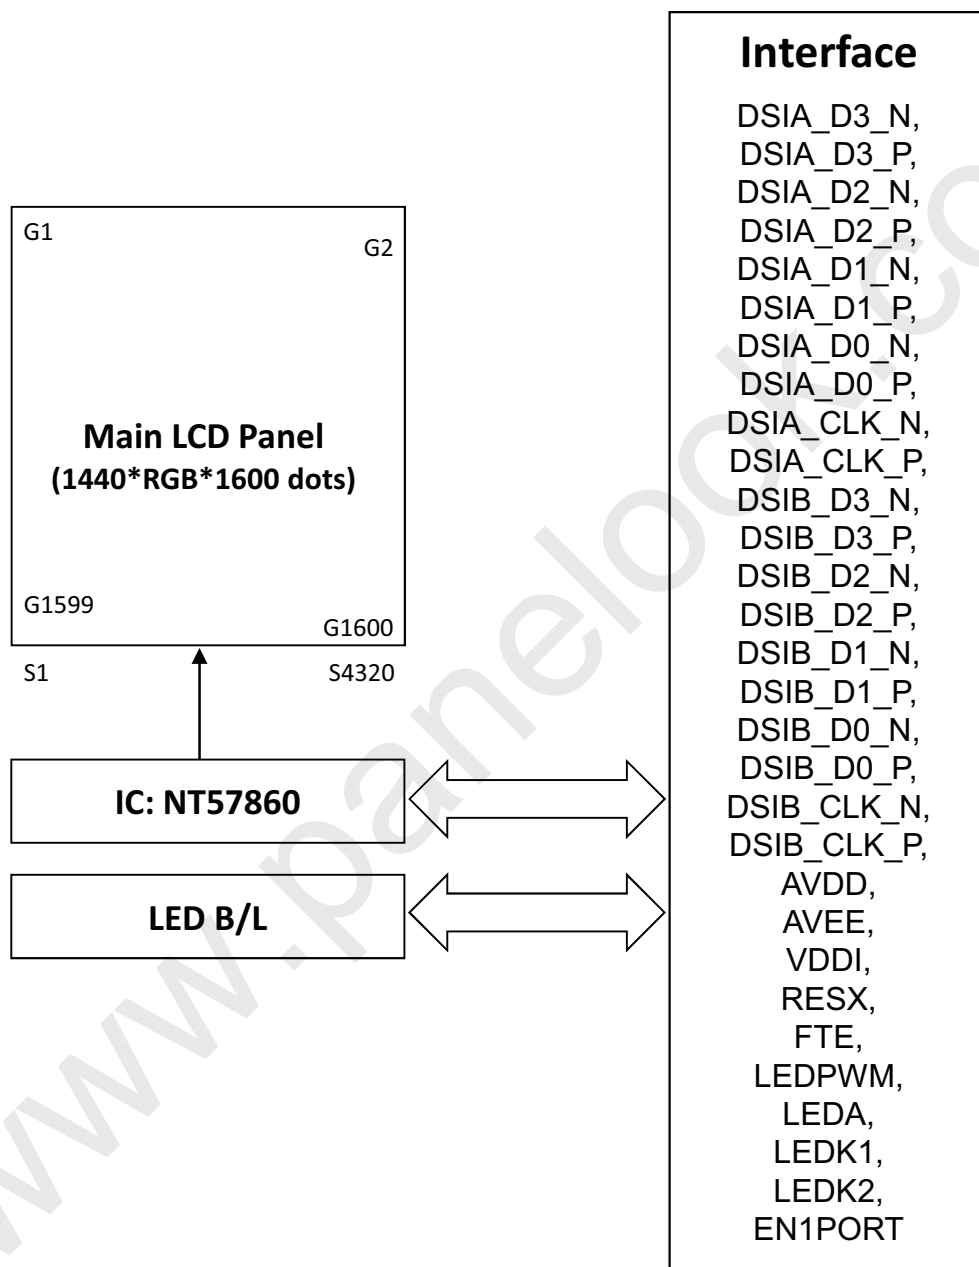 G1
G2
Main LCD Panel
(1440*RGB*1600 dots)
G1599
G1600
S1
S4320
IC: NT57860
LED B/L
Interface
DSIA_D3_N,
DSIA_D3_P,
DSIA_D2_N,
DSIA_D2_P,
DSIA_D1_N,
DSIA_D1_P,
DSIA_D0_N,
DSIA_D0_P,
DSIA_CLK_N,
DSIA_CLK_P,
DSIB_D3_N,
DSIB_D3_P,
DSIB_D2_N,
DSIB_D2_P,
DSIB_D1_N,
DSIB_D1_P,
DSIB_D0_N,
DSIB_D0_P,
DSIB_CLK_N,
DSIB_CLK_P,
AVDD,
AVEE,
VDDI,
RESX,
FTE,
LEDPWM,
LEDA,
LEDK1,
LEDK2,
EN1PORT
www.panelook.co